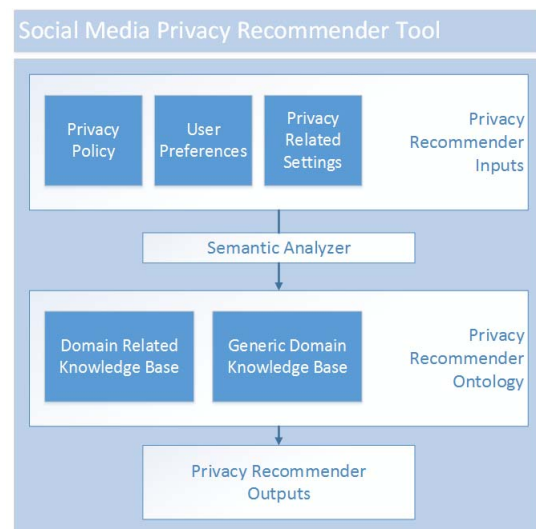 Social Media Privacy Recommender Tool
Privacy
Policy
User
Preferences
Privacy
Related
Settings
Privacy
Recommender
Inputs
Semantic Analyzer
Domain Related
Knowledge Base
Generic Domain
Knowledge Base
Privacy
Recommender
Ontology
Privacy Recommender
Outputs